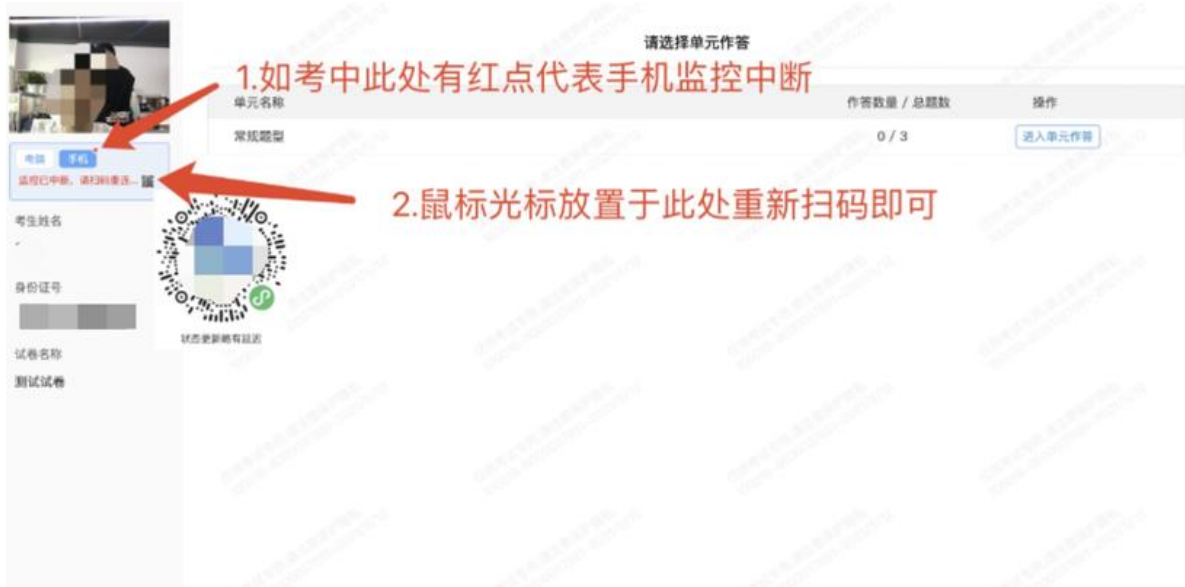 请选择单元作答
1.如考中此处有红点代表手机监控中断
单元名称 作答数量 / 总题数 操作
常规题型 0 / 3 进入单元作答
电脑 手机
监控已中断，请扫码重连...
2.鼠标光标放置于此处重新扫码即可
考生姓名
身份证号
状态更新略有延迟
试卷名称
测试试卷